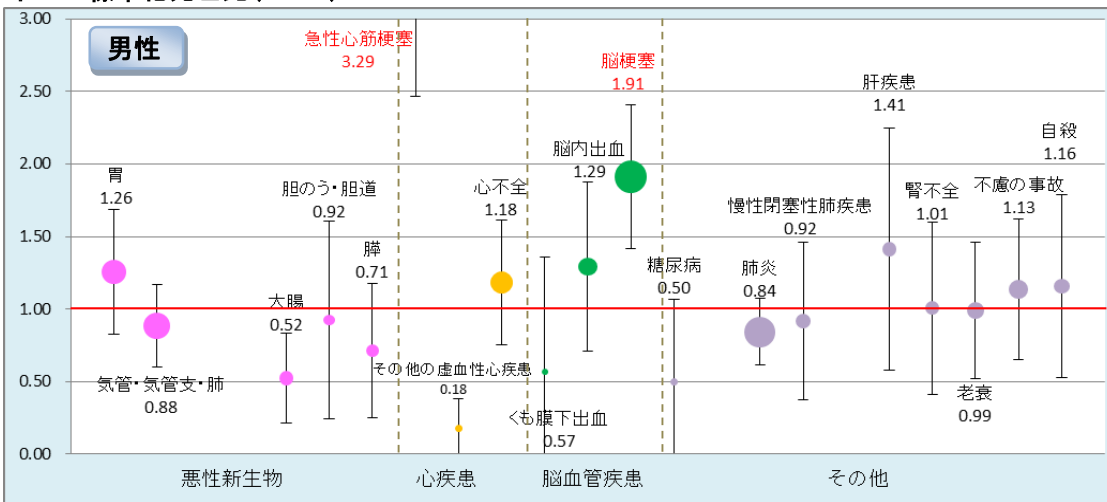 男性
3.00
2.50
2.00
1.50
1.00
0.50
0.00
胃
1.26
気管・気管支・肺
0.88
大腸
0.52
胆のう・胆道
0.92
膵
0.71
急性心筋梗塞
3.29
その他の虚血性心疾患
0.18
心不全
1.18
くも膜下出血
0.57
脳内出血
1.29
脳梗塞
1.91
糖尿病
0.50
肺炎
0.84
慢性閉塞性肺疾患
0.92
肝疾患
1.41
腎不全
1.01
老衰
0.99
不慮の事故
1.13
自殺
1.16
悪性新生物
心疾患
脳血管疾患
その他